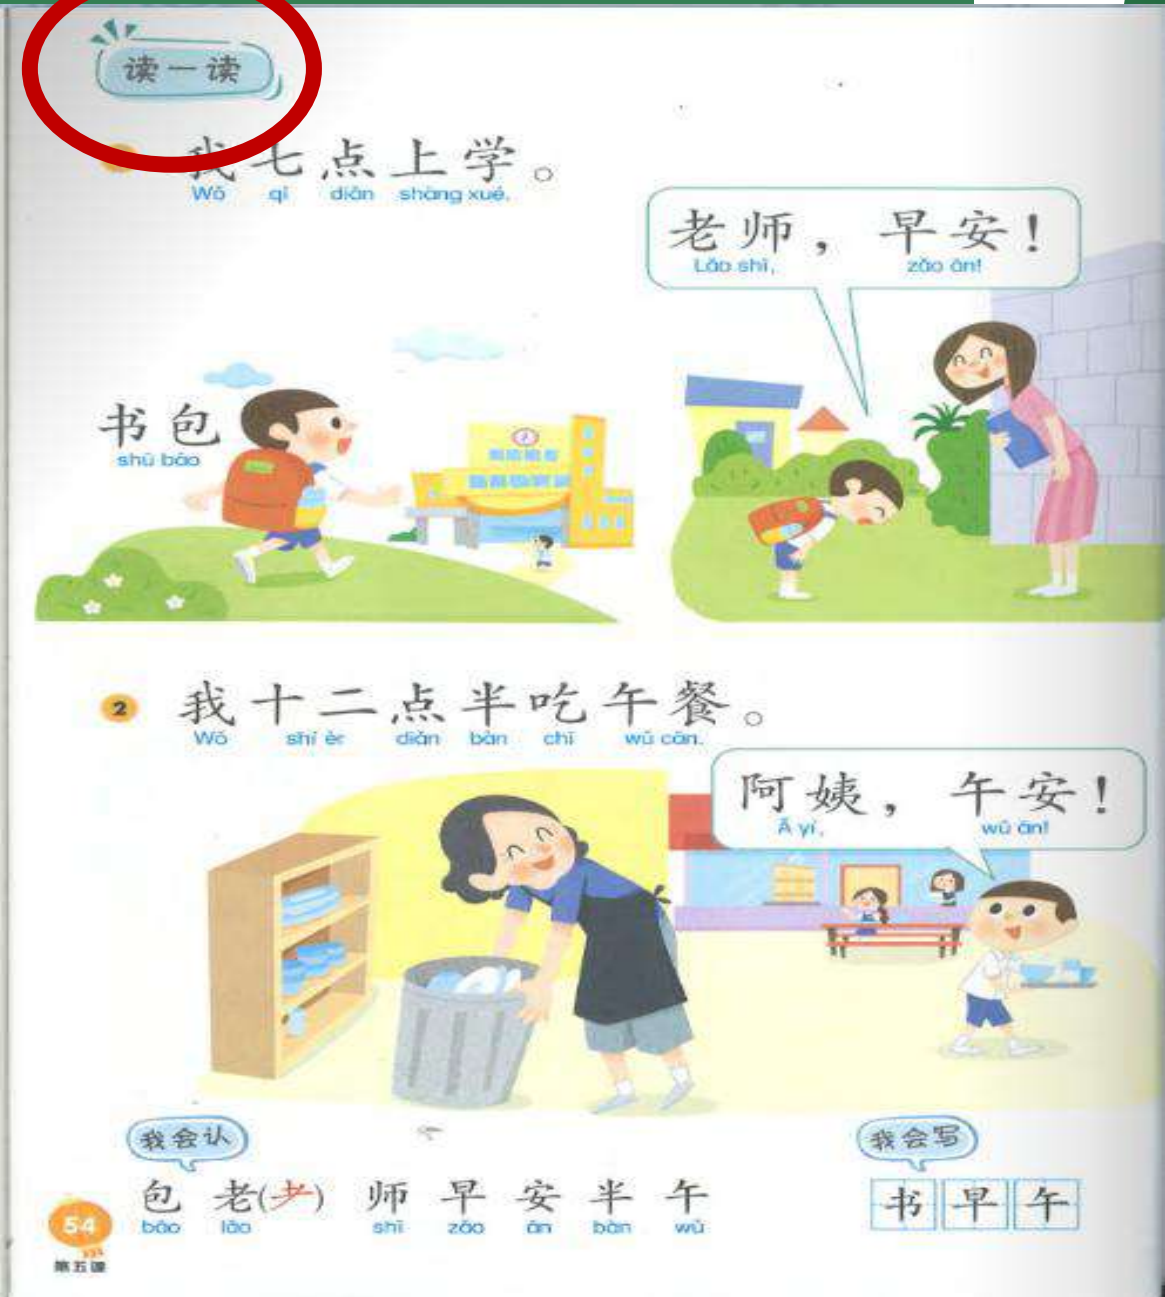 读一读
我七点上学。
Wǒ qī diǎn shàng xué.
老师，早安！
Lǎo shī, zǎo ān!
书包
shū bāo
2 我十二点半吃午餐。
Wǒ shí èr diǎn bàn chī wǔ cān.
阿姨，午安！
Ā yí, wǔ ān!
我会认
包 老(耂) 师 早 安 半 午
bāo lǎo shī zǎo ān bàn wǔ
我会写
书 早 午
54
第五课